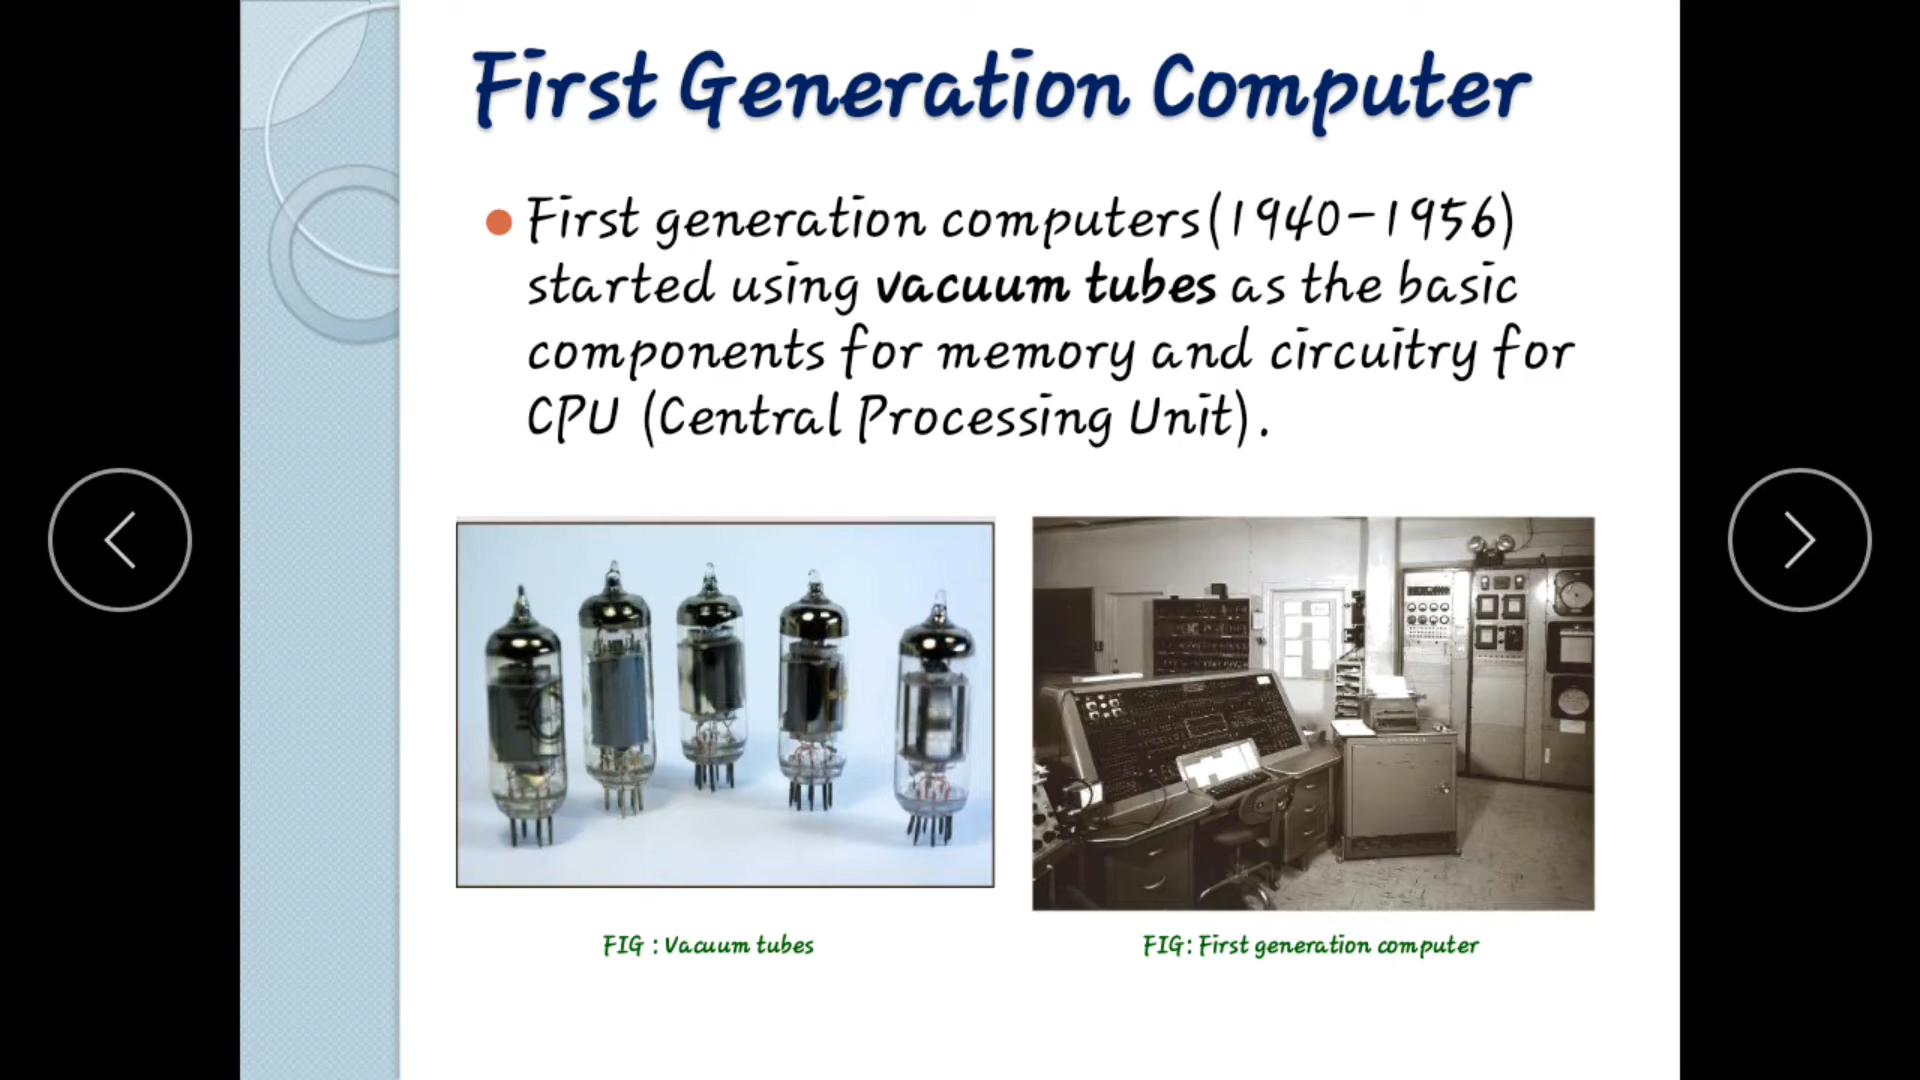 First Generation Computer
First generation computers(1940-1956)
started using vacuum tubes as the basic
components for memory and circuitry for
CPU (Central Processing Unit).
FIG : Vacuum tubes
FIG: First generation computer